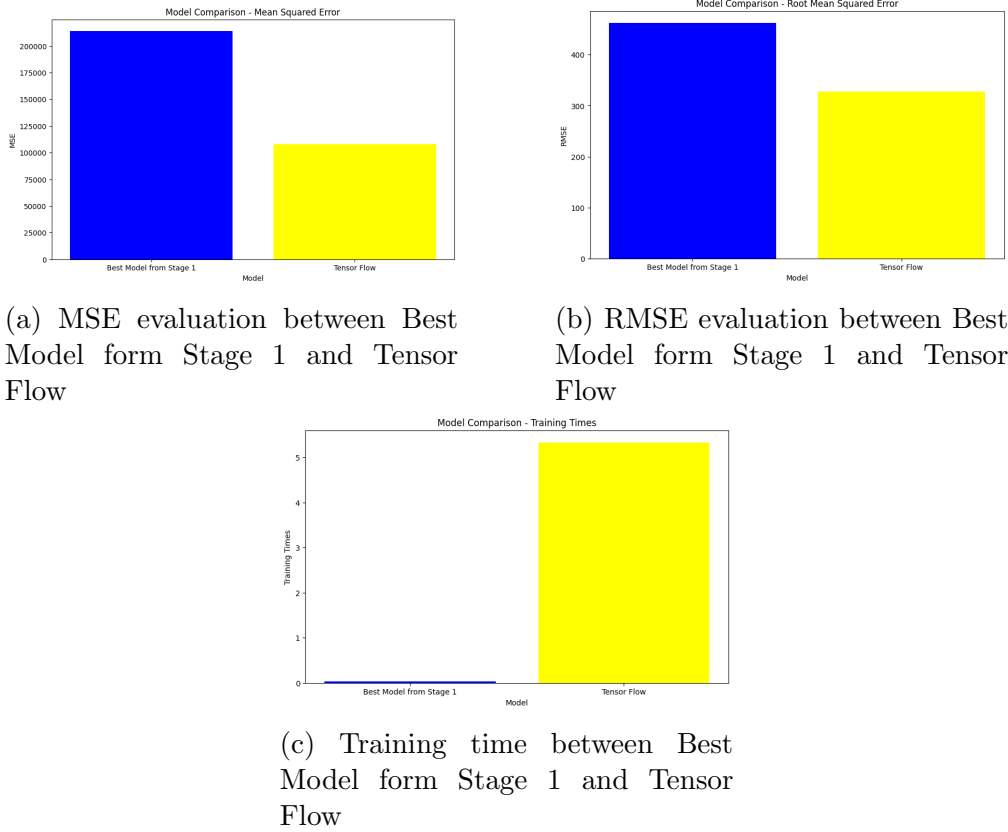 Model Comparison - Mean Squared Error
200000
175000
150000
125000
100000
75000
50000
25000
0
MSE
Best Model from Stage 1
Tensor Flow
Model
(a) MSE evaluation between Best
Model form Stage 1 and Tensor
Flow
Model Comparison - Root Mean Squared Error
400
300
200
100
0
RMSE
Best Model from Stage 1
Tensor Flow
Model
(b) RMSE evaluation between Best
Model form Stage 1 and Tensor
Flow
Model Comparison - Training Times
5
4
3
2
1
0
Training Times
Best Model from Stage 1
Tensor Flow
Model
(c) Training time between Best
Model form Stage 1 and Tensor
Flow